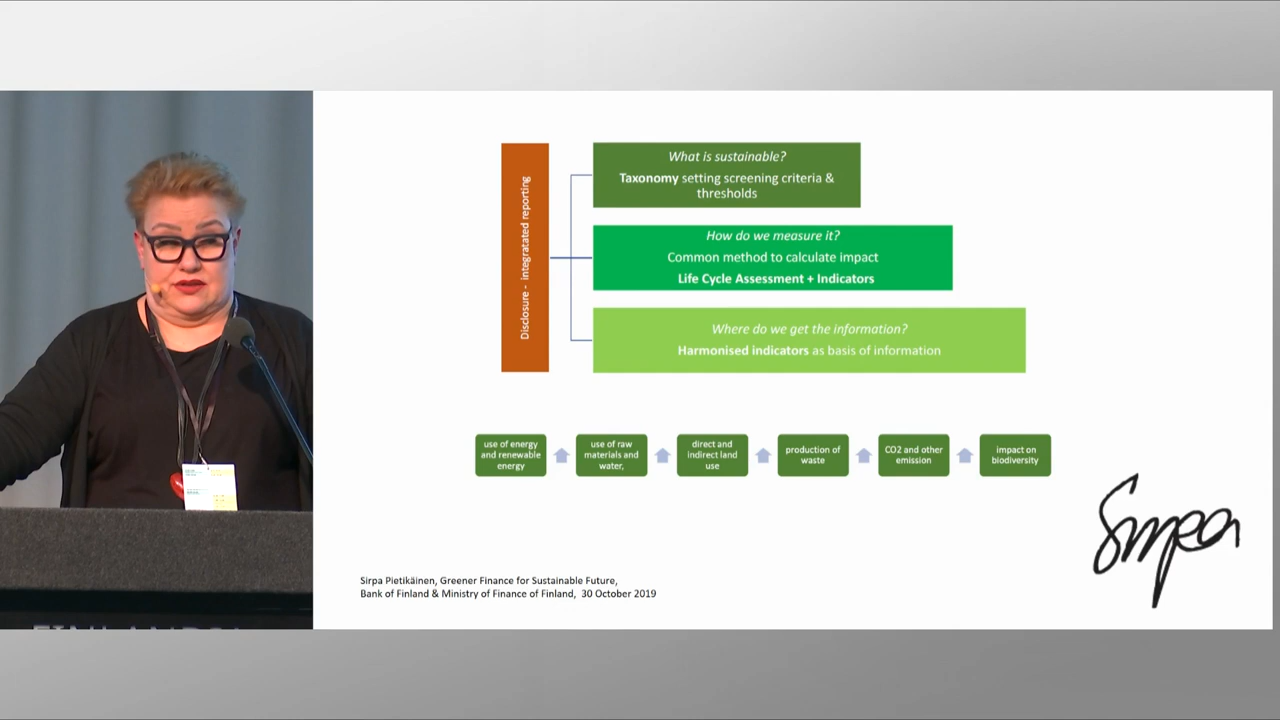 Disclosure - integratated reporting
What is sustainable?
Taxonomy setting screening criteria &
thresholds
How do we measure it?
Common method to calculate impact
Life Cycle Assessment + Indicators
Where do we get the information?
Harmonised indicators as basis of information
use of energy
and renewable
energy
use of raw
materials and
water,
direct and
indirect land
use
production of
waste
CO2 and other
emission
impact on
biodiversity
Sirpa
Sirpa Pietikäinen, Greener Finance for Sustainable Future,
Bank of Finland & Ministry of Finance of Finland, 30 October 2019